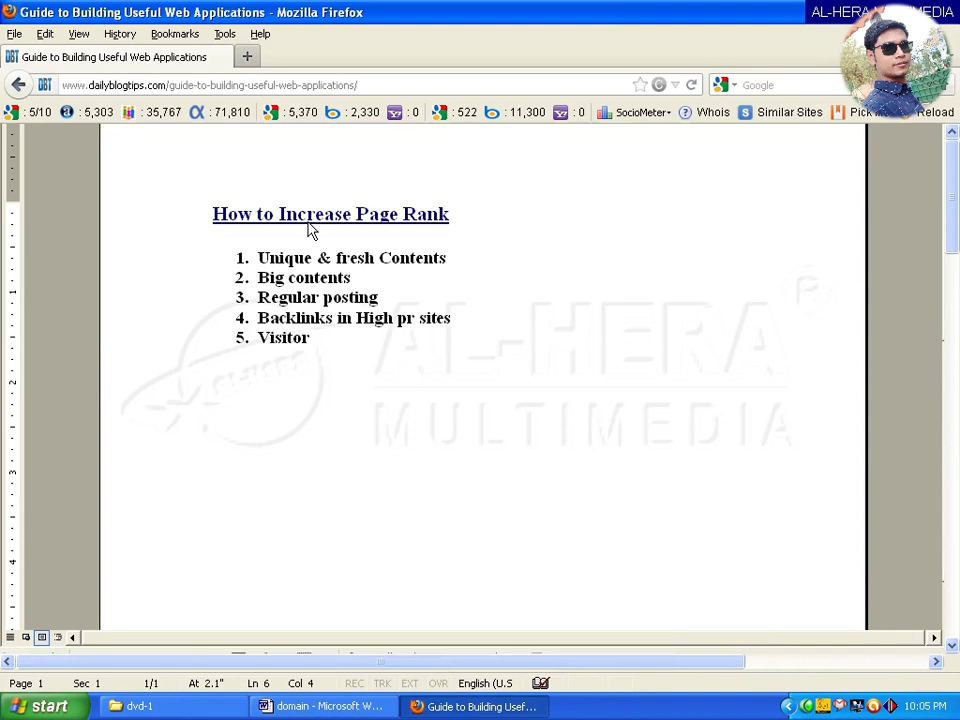 Guide to Building Useful Web Applications - Mozilla Firefox
AL-HERA MULTIMEDIA
File Edit View History Bookmarks Tools Help
DBT Guide to Building Useful Web Applications
DBT www.dailyblogtips.com/guide-to-building-useful-web-applications/
Google
: 5/10 : 5,303 : 35,767 : 71,810 : 5,370 : 2,330 : 0 : 522 : 11,300 : 0 SocioMeter Whois Similar Sites Reload
How to Increase Page Rank
1. Unique & fresh Contents
2. Big contents
3. Regular posting
4. Backlinks in High pr sites
5. Visitor
AL-HERA ®
MULTIMEDIA
Page 1 Sec 1 1/1 At 2.1" Ln 6 Col 4 REC TRK EXT OVR English (U.S
start dvd-1 domain - Microsoft W... Guide to Building Usef... 10:05 PM